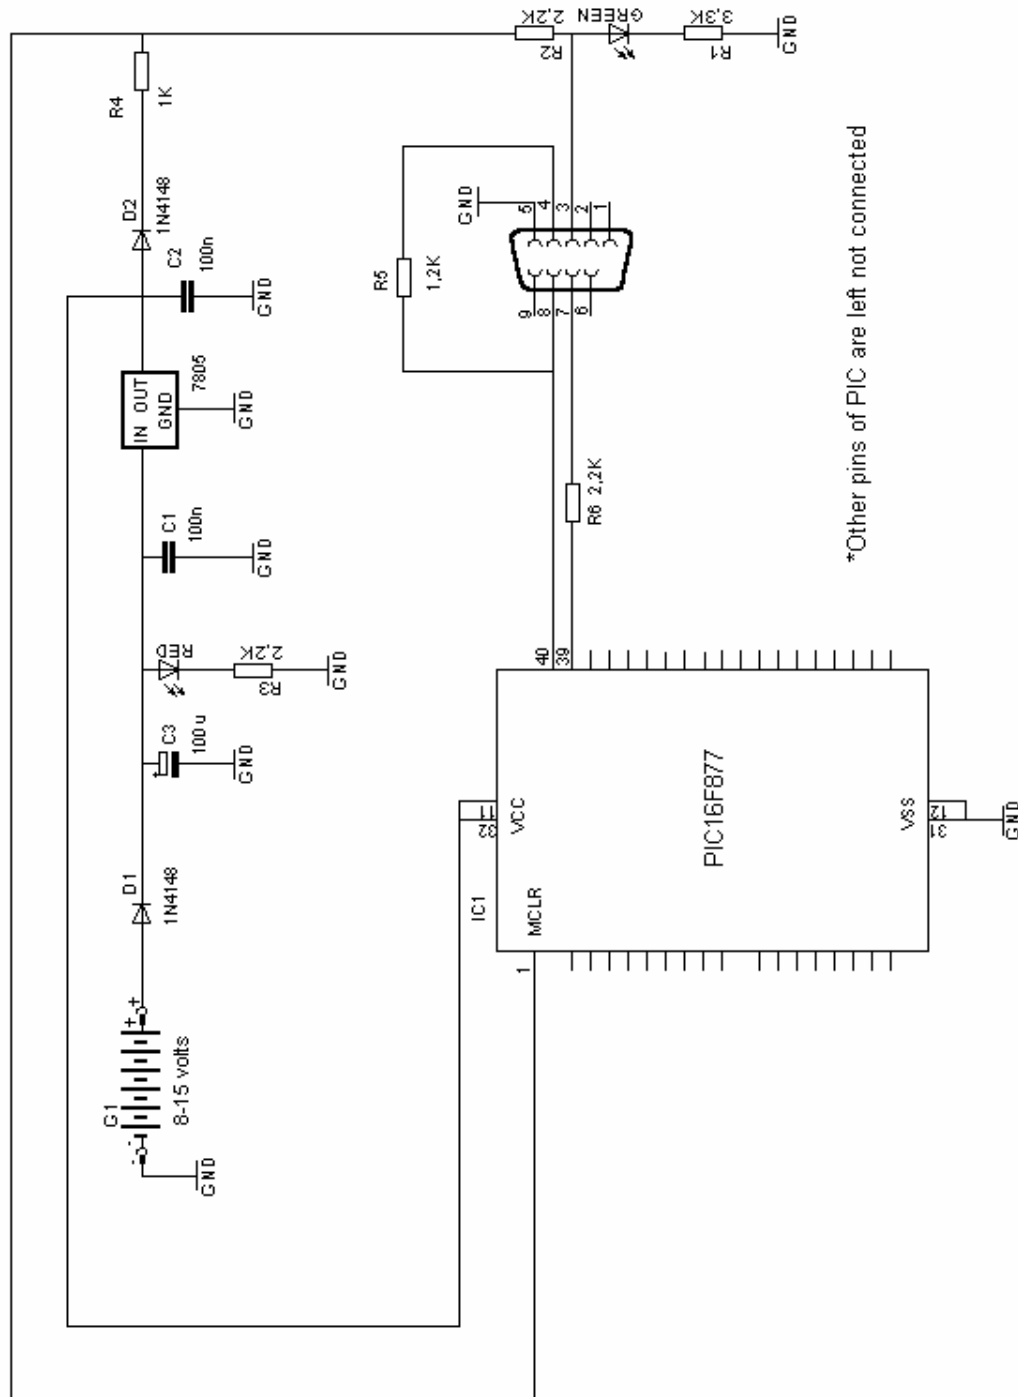 G1
8-15 volts
GND
D1
1N4148
C3
100u
GND
RED
R3
2,2K
GND
C1
100n
GND
IN OUT
GND
7805
GND
C2
100n
GND
D2
1N4148
R4
1K
R2
2,2K
GREEN
R1
3,3K
GND
R5
1,2K
GND
5
4
3
2
1
9
8
7
6
R6 2,2K
IC1
MCLR
1
VCC
11
32
40
39
PIC16F877
VSS
12
31
GND
*Other pins of PIC are left not connected